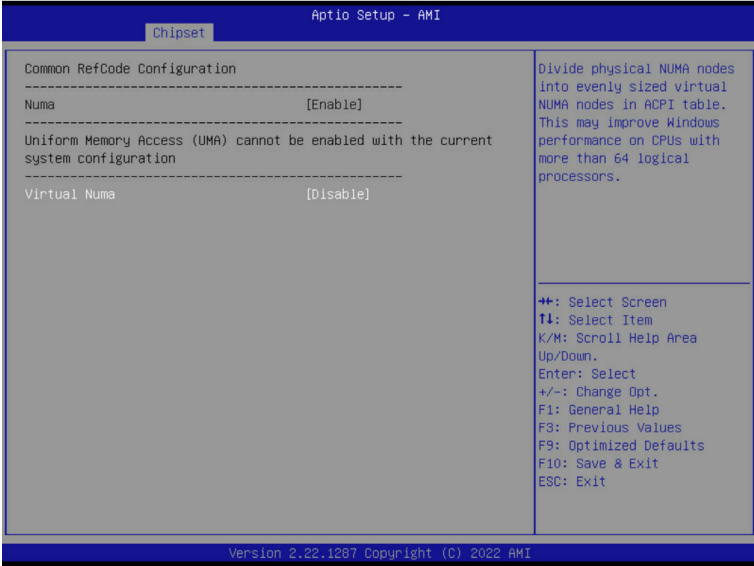 Aptio Setup – AMI
Chipset
Common RefCode Configuration
--------------------------------------------------
Numa [Enable]
--------------------------------------------------
Uniform Memory Access (UMA) cannot be enabled with the current
system configuration
--------------------------------------------------
Virtual Numa [Disable]
Divide physical NUMA nodes
into evenly sized virtual
NUMA nodes in ACPI table.
This may improve Windows
performance on CPUs with
more than 64 logical
processors.
→←: Select Screen
↑↓: Select Item
K/M: Scroll Help Area
Up/Down.
Enter: Select
+/-: Change Opt.
F1: General Help
F3: Previous Values
F9: Optimized Defaults
F10: Save & Exit
ESC: Exit
Version 2.22.1287 Copyright (C) 2022 AMI